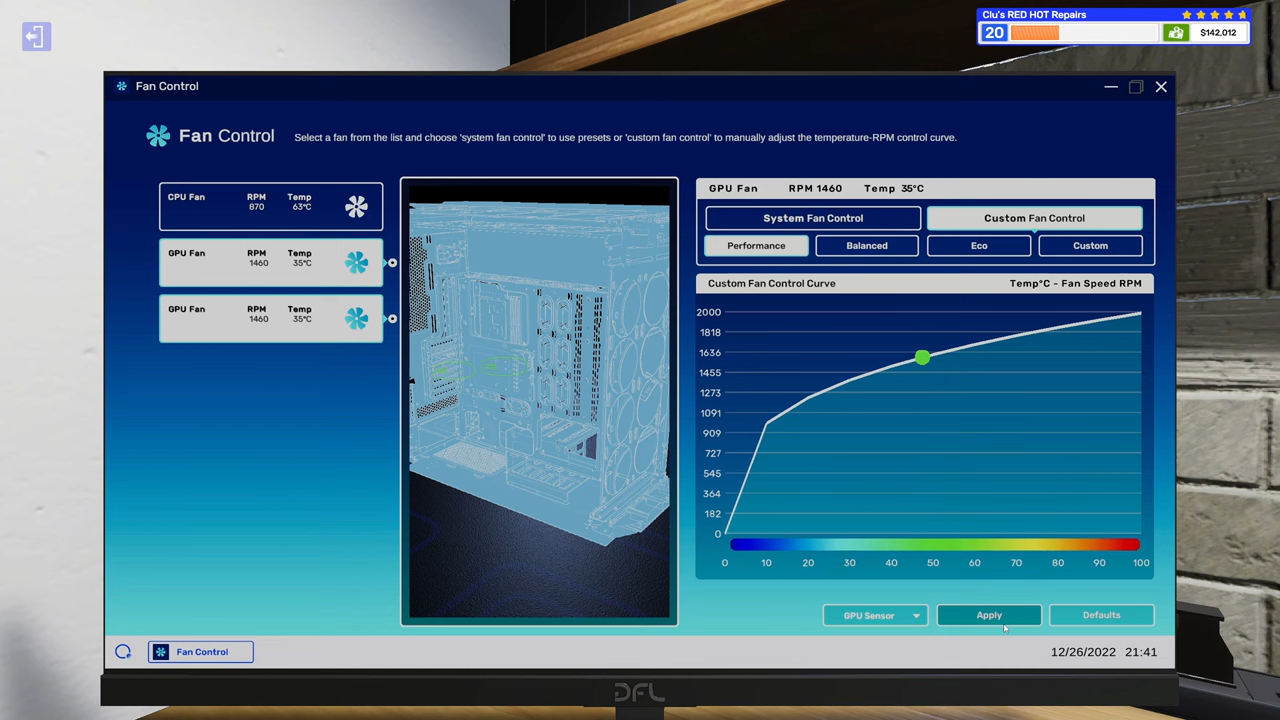 Clu's RED HOT Repairs
20
$142,012
Fan Control
Fan Control
Select a fan from the list and choose 'system fan control' to use presets or 'custom fan control' to manually adjust the temperature-RPM control curve.
CPU Fan RPM Temp
870 63°C
GPU Fan RPM Temp
1460 35°C
GPU Fan RPM Temp
1460 35°C
GPU Fan RPM 1460 Temp 35°C
System Fan Control Custom Fan Control
Performance Balanced Eco Custom
Custom Fan Control Curve Temp°C - Fan Speed RPM
2000
1818
1636
1455
1273
1091
909
727
545
364
182
0
0 10 20 30 40 50 60 70 80 90 100
GPU Sensor Apply Defaults
Fan Control 12/26/2022 21:41
DFL